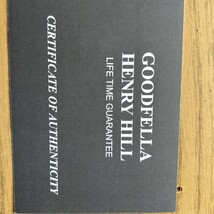 GOODFELLA
HENRY HILL
LIFE TIME GUARANTEE
CERTIFICATE OF AUTHENTICITY